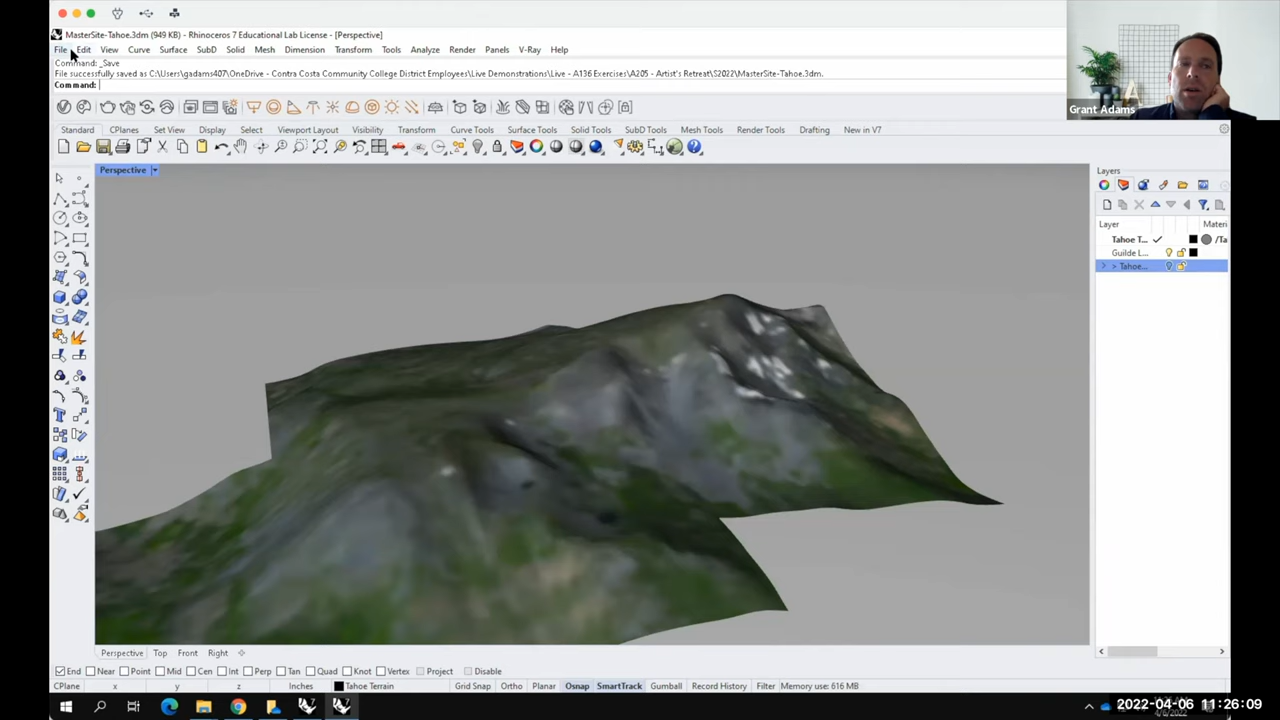 MasterSite-Tahoe.3dm (949 KB) - Rhinoceros 7 Educational Lab License - [Perspective]
File Edit View Curve Surface SubD Solid Mesh Dimension Transform Tools Analyze Render Panels V-Ray Help
Command: _Save
File successfully saved as C:\Users\gadams407\OneDrive - Contra Costa Community College District Employees\Live Demonstrations\Live - A136 Exercises\A205 - Artist's Retreat\S2022\MasterSite-Tahoe.3dm.
Command:
Grant Adams
Standard CPlanes Set View Display Select Viewport Layout Visibility Transform Curve Tools Surface Tools Solid Tools SubD Tools Mesh Tools Render Tools Drafting New in V7
Perspective
Layers
Layer Materi
Tahoe T... /Ta
Guilde L...
> Tahoe...
Perspective Top Front Right
End Near Point Mid Cen Int Perp Tan Quad Knot Vertex Project Disable
CPlane x y z Inches Tahoe Terrain Grid Snap Ortho Planar Osnap SmartTrack Gumball Record History Filter Memory use: 616 MB
2022-04-06 11:26:09